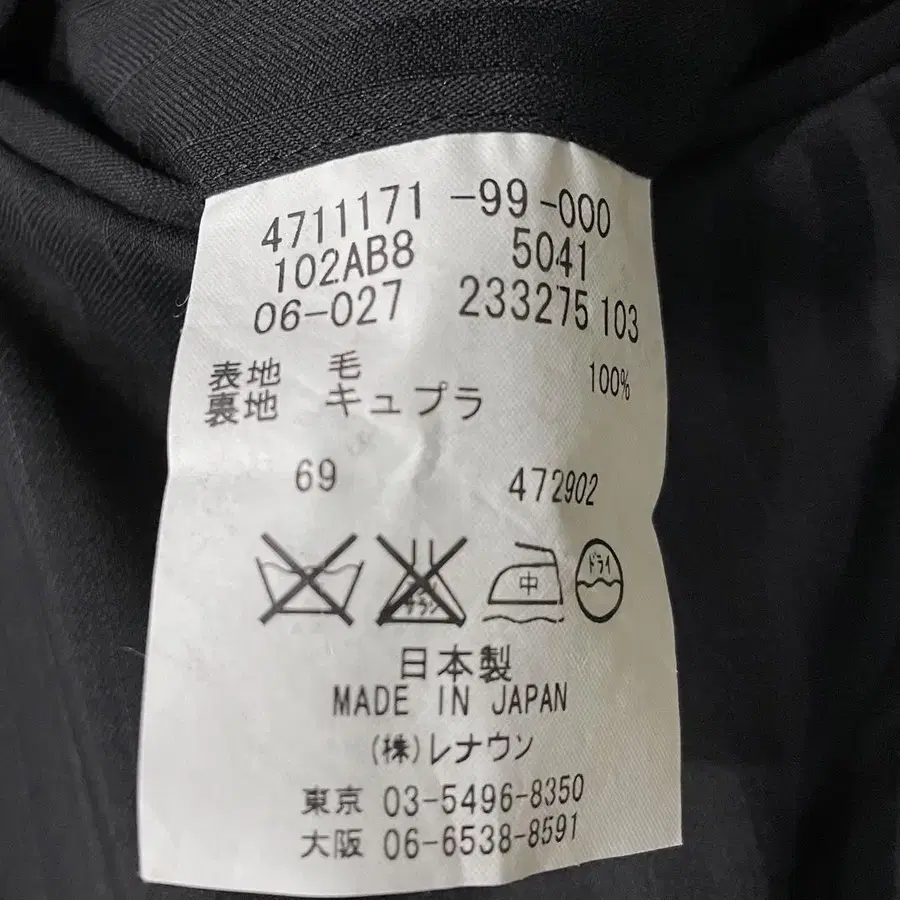 4711171 -99-000
102AB8 5041
06-027 233275 103
表地 毛 100%
裏地 キュプラ
69 472902
中 ドライ
日本製
MADE IN JAPAN
(株)レナウン
東京 03-5496-8350
大阪 06-6538-8591